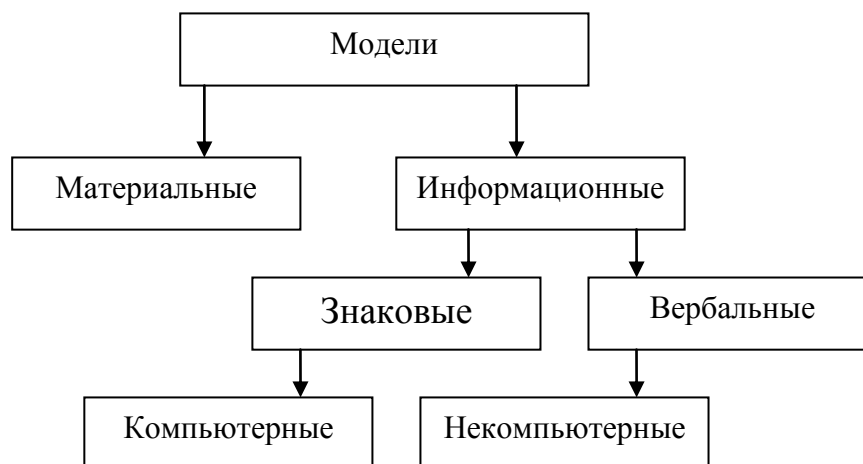 Модели
Материальные
Информационные
Знаковые
Вербальные
Компьютерные
Некомпьютерные